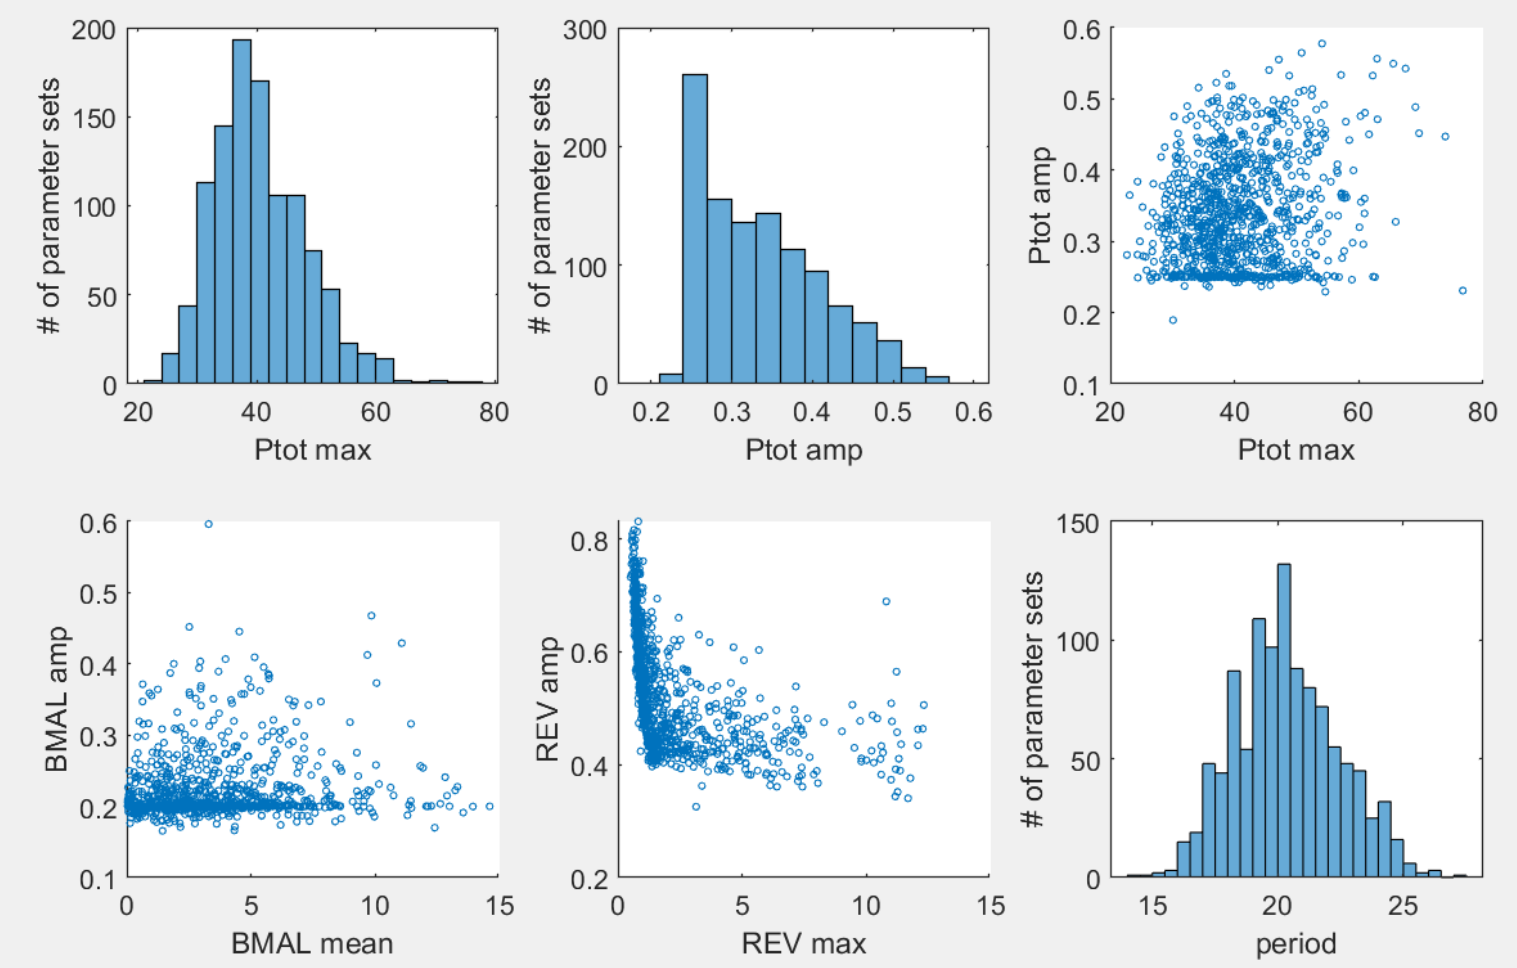 # of parameter sets
200
150
100
50
0
20 40 60 80
Ptot max
# of parameter sets
300
200
100
0
0.2 0.3 0.4 0.5 0.6
Ptot amp
Ptot amp
0.6
0.5
0.4
0.3
0.2
0.1
20 40 60 80
Ptot max
BMAL amp
0.6
0.5
0.4
0.3
0.2
0.1
0 5 10 15
BMAL mean
REV amp
0.8
0.6
0.4
0.2
0 5 10 15
REV max
# of parameter sets
150
100
50
0
15 20 25
period